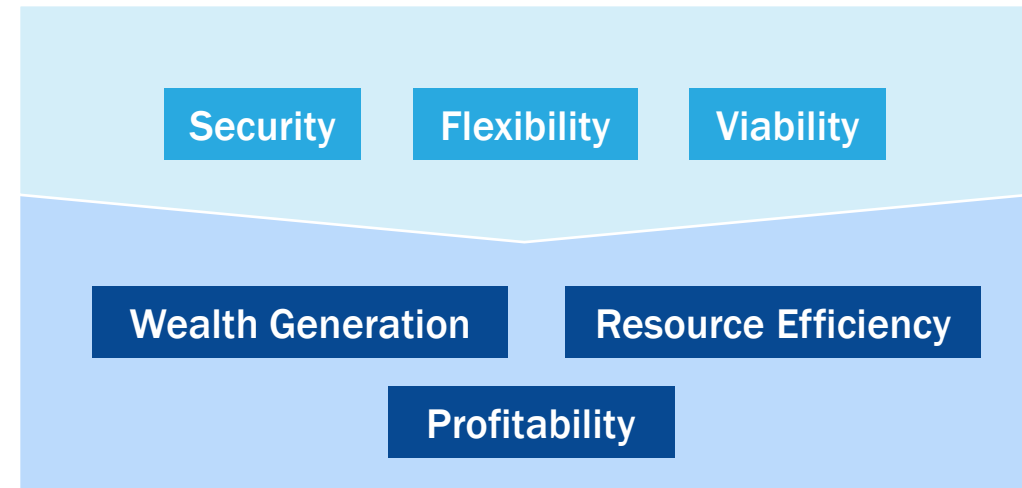 Security
Flexibility
Viability
Wealth Generation
Resource Efficiency
Profitability